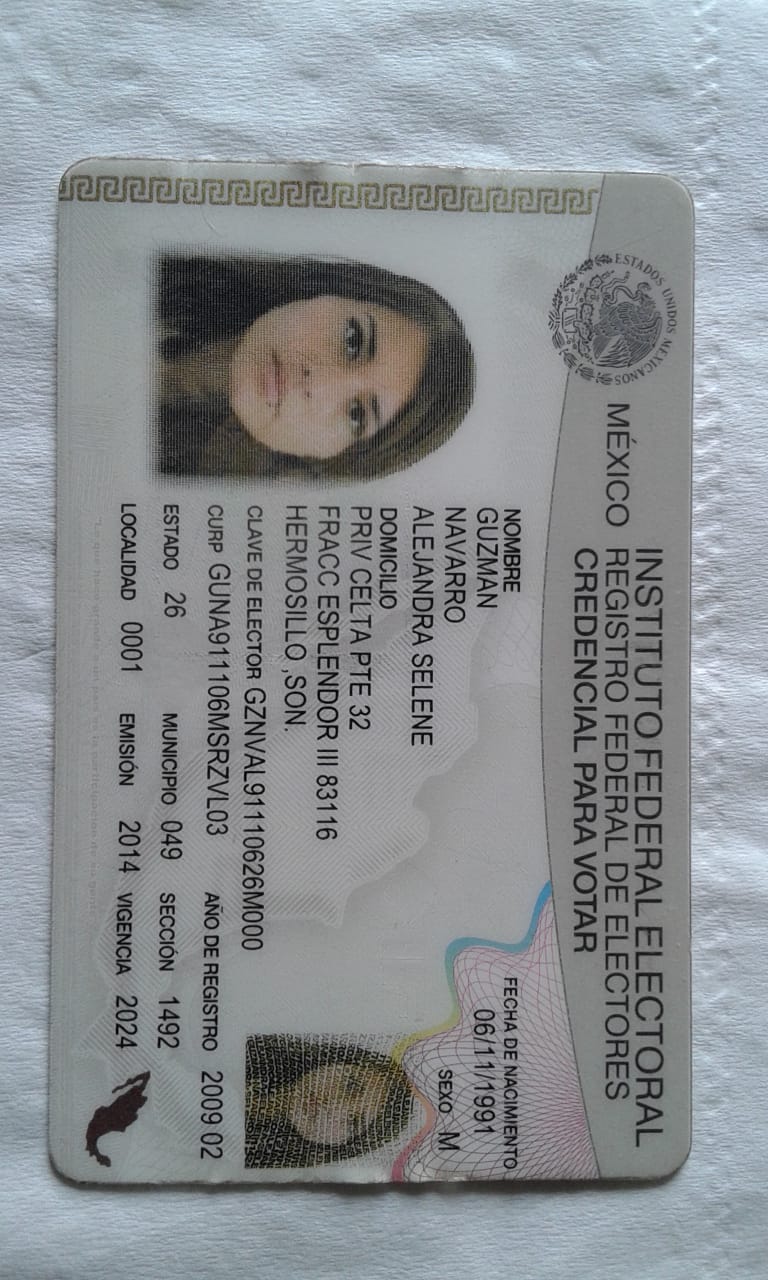 ESTADOS UNIDOS MEXICANOS
INSTITUTO FEDERAL ELECTORAL
MÉXICO REGISTRO FEDERAL DE ELECTORES
CREDENCIAL PARA VOTAR
NOMBRE
GUZMAN
NAVARRO
ALEJANDRA SELENE
FECHA DE NACIMIENTO
06/11/1991
SEXO M
DOMICILIO
PRIV CELTA PTE 32
FRACC ESPLENDOR III 83116
HERMOSILLO ,SON.
CLAVE DE ELECTOR GZNVAL91110626M000
CURP GUNA911106MSRZVL03 AÑO DE REGISTRO 2009 02
ESTADO 26 MUNICIPIO 049 SECCIÓN 1492
LOCALIDAD 0001 EMISIÓN 2014 VIGENCIA 2024